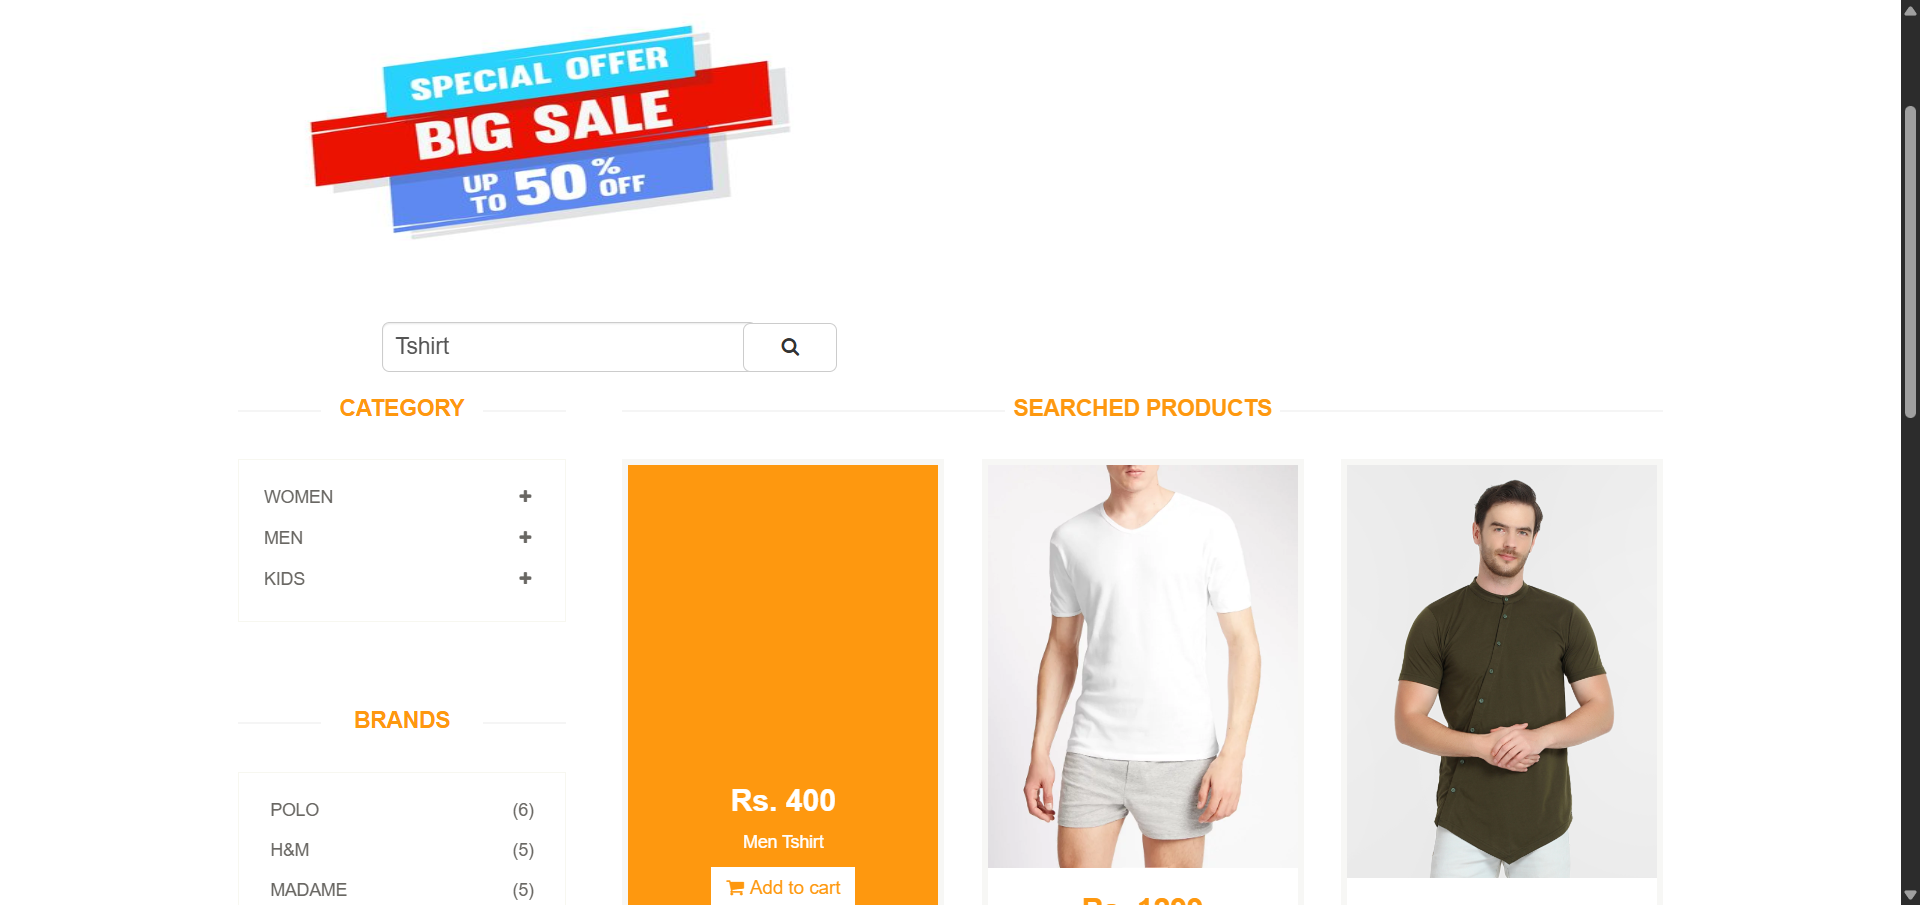 SPECIAL OFFER
BIG SALE
UP TO 50% OFF
Tshirt
CATEGORY
WOMEN
MEN
KIDS
BRANDS
POLO (6)
H&M (5)
MADAME (5)
SEARCHED PRODUCTS
Rs. 400
Men Tshirt
Add to cart